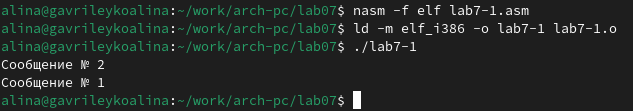 alina@gavrileykoalina:~/work/arch-pc/lab07$ nasm -f elf lab7-1.asm
alina@gavrileykoalina:~/work/arch-pc/lab07$ ld -m elf_i386 -o lab7-1 lab7-1.o
alina@gavrileykoalina:~/work/arch-pc/lab07$ ./lab7-1
Сообщение № 2
Сообщение № 1
alina@gavrileykoalina:~/work/arch-pc/lab07$